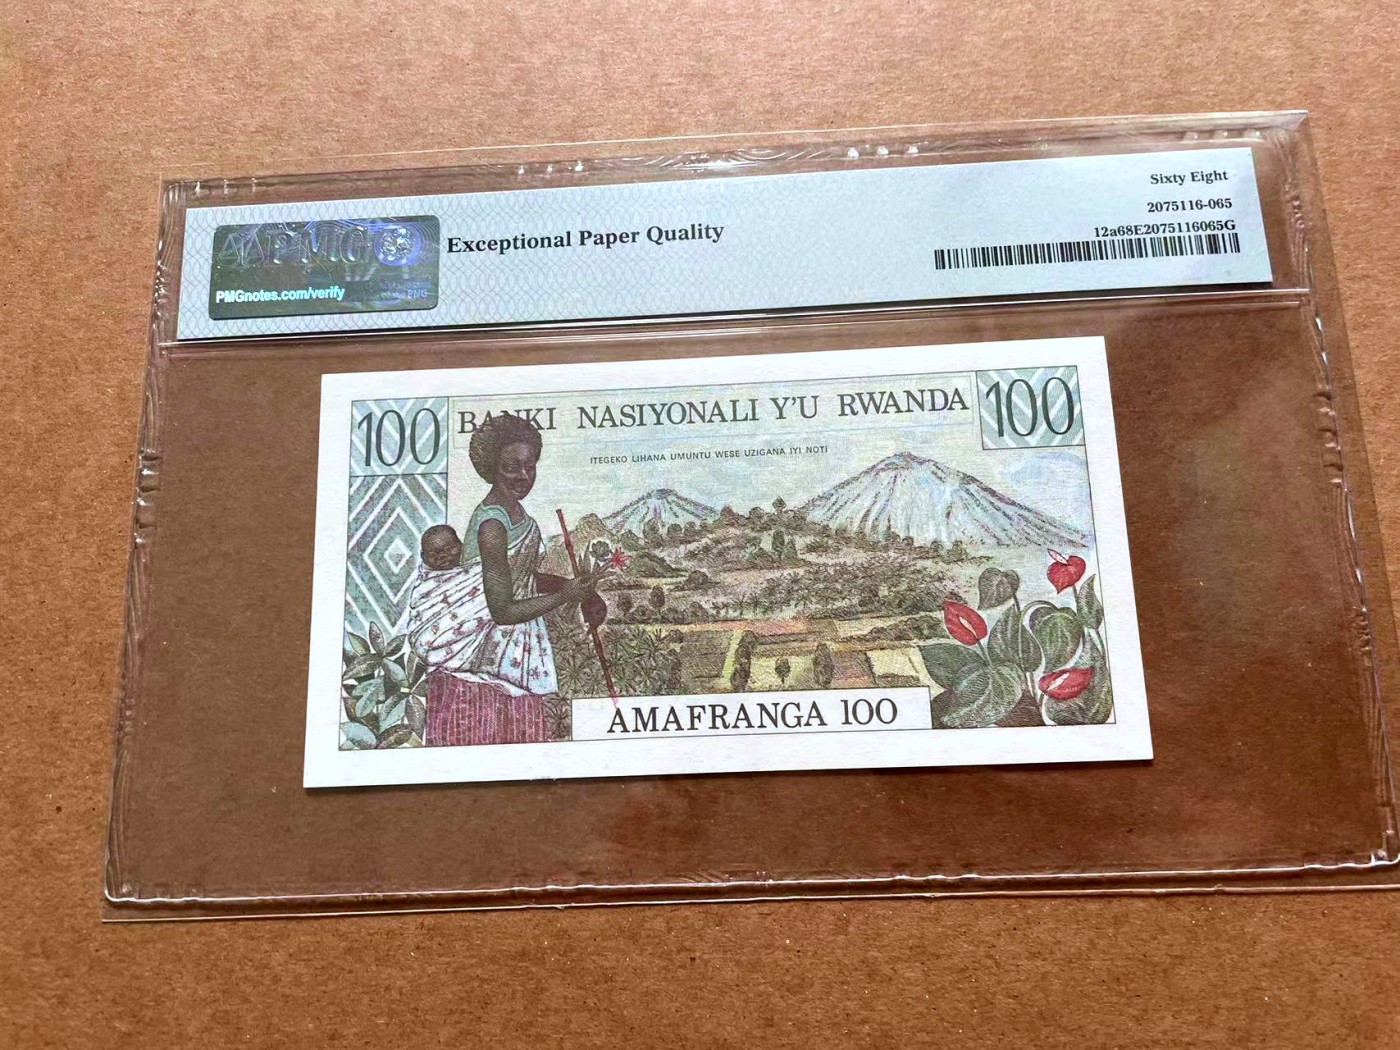 Sixty Eight
2075116-065
12a68E2075116065G
PMG
Exceptional Paper Quality
PMGnotes.com/verify
100
BANKI NASIYONALI Y'U RWANDA
100
ITEGEKO LIHANA UMUNTU WESE UZIGANA IYI NOTI
AMAFRANGA 100